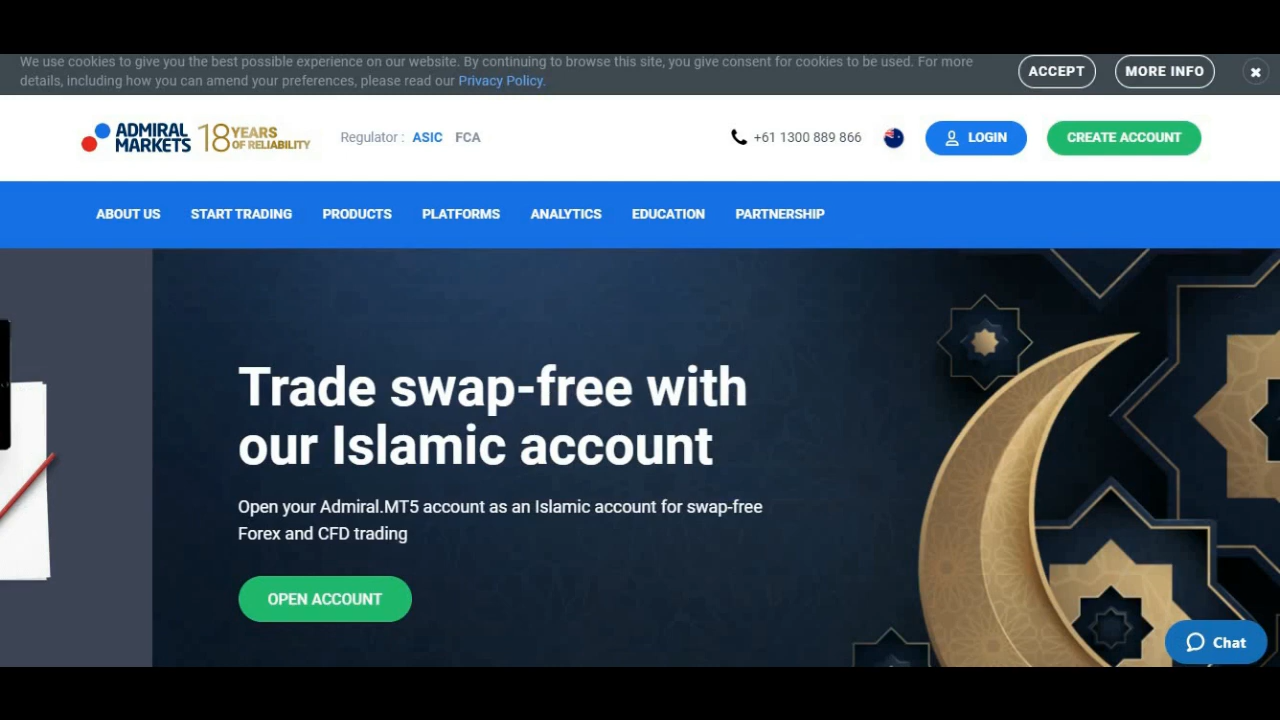 We use cookies to give you the best possible experience on our website. By continuing to browse this site, you give consent for cookies to be used. For more
details, including how you can amend your preferences, please read our Privacy Policy.
ACCEPT
MORE INFO
ADMIRAL
MARKETS
18 YEARS
OF RELIABILITY
Regulator : ASIC FCA
+61 1300 889 866
LOGIN
CREATE ACCOUNT
ABOUT US
START TRADING
PRODUCTS
PLATFORMS
ANALYTICS
EDUCATION
PARTNERSHIP
Trade swap-free with
our Islamic account
Open your Admiral.MT5 account as an Islamic account for swap-free
Forex and CFD trading
OPEN ACCOUNT
Chat